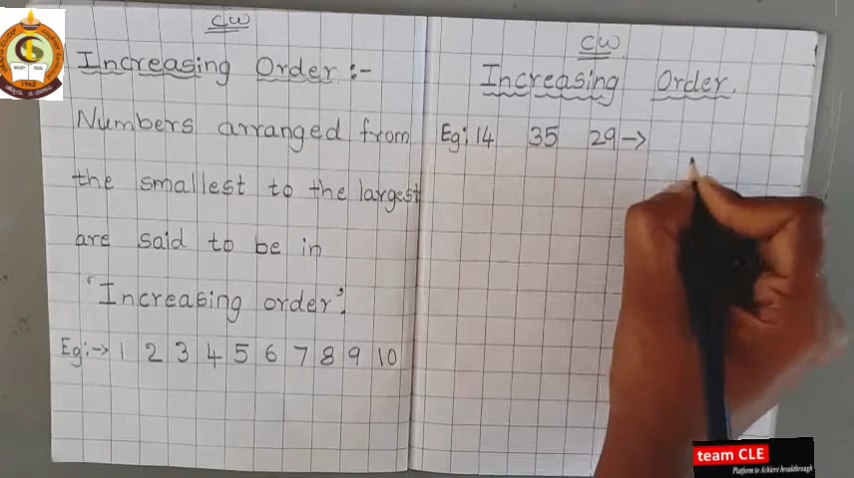 CW
Increasing Order :-
Numbers arranged from
the smallest to the largest
are said to be in
'Increasing order'.
Eg:-> 1 2 3 4 5 6 7 8 9 10
CW
Increasing Order.
Eg: 14 35 29 ->
1962
team CLE
Platform to Achieve breakthrough